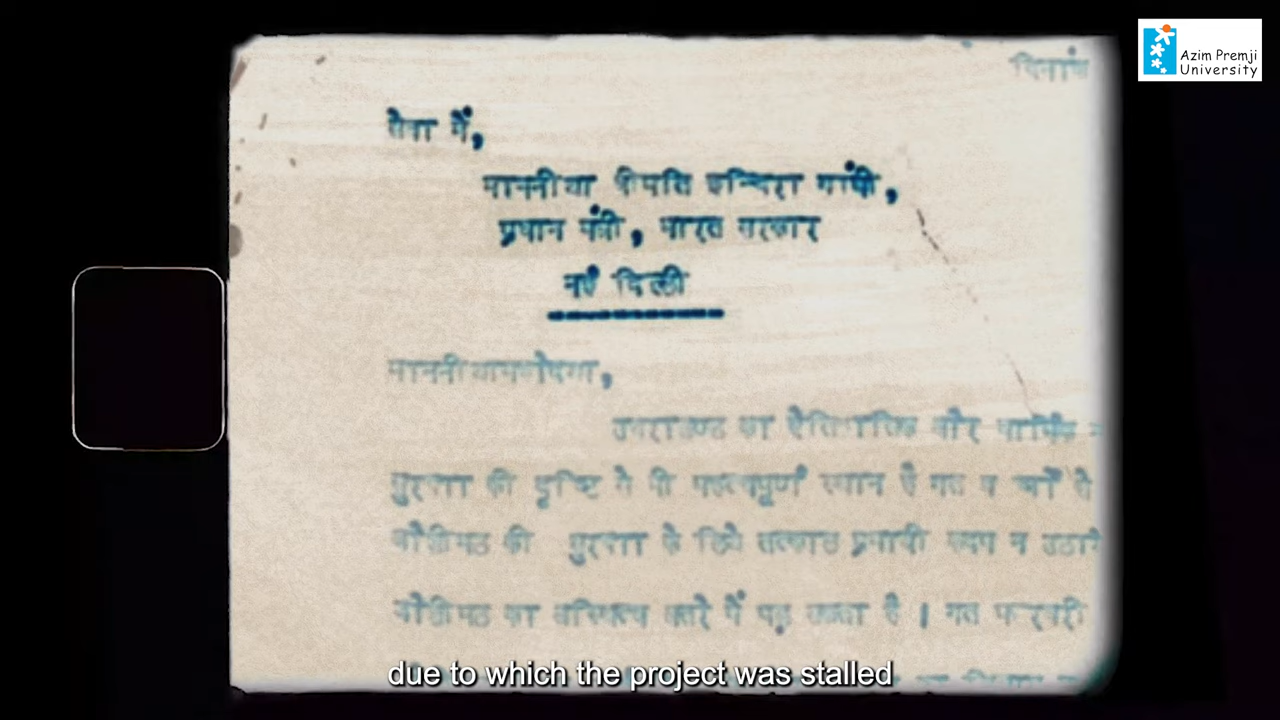 Azim Premji
University
दिनांक
सेवा में,
माननीया श्रीमति इन्दिरा गांधी,
प्रधान मंत्री, भारत सरकार
नई दिल्ली
माननीया महोदया,
उत्तराखण्ड का ऐतिहासिक और धार्मिक
सुरक्षा की दृष्टि से भी महत्वपूर्ण स्थान है गत
जोशीमठ की सुरक्षा के लिये तत्काल प्रभावी कदम न उठाने
जोशीमठ का अस्तित्व खतरे में पड़ सकता है । गत फरवरी
due to which the project was stalled